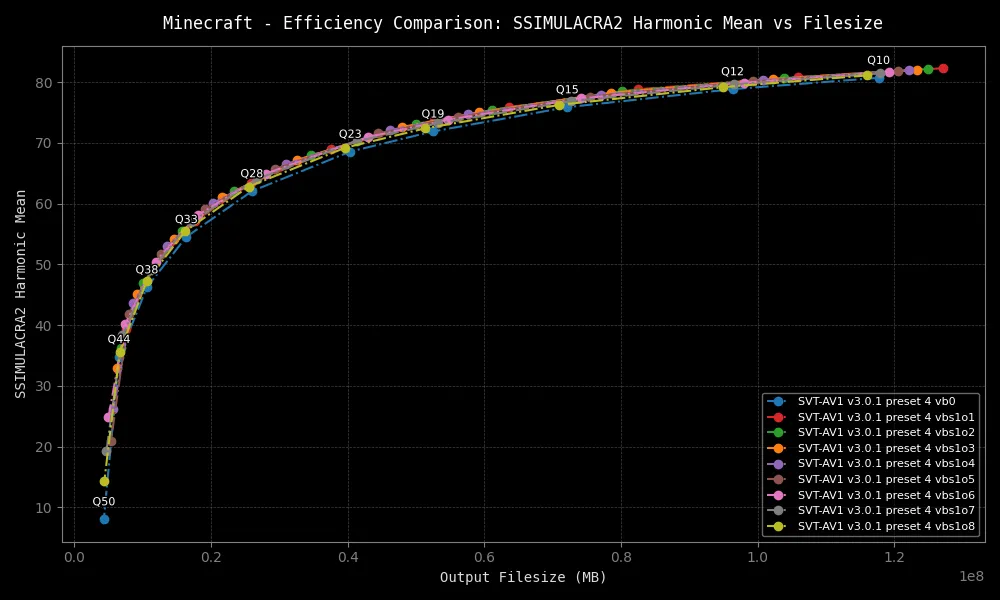 Minecraft - Efficiency Comparison: SSIMULACRA2 Harmonic Mean vs Filesize
SSIMULACRA2 Harmonic Mean
80
70
60
50
40
30
20
10
Q10
Q12
Q15
Q19
Q23
Q28
Q33
Q38
Q44
Q50
SVT-AV1 v3.0.1 preset 4 vb0
SVT-AV1 v3.0.1 preset 4 vbs1o1
SVT-AV1 v3.0.1 preset 4 vbs1o2
SVT-AV1 v3.0.1 preset 4 vbs1o3
SVT-AV1 v3.0.1 preset 4 vbs1o4
SVT-AV1 v3.0.1 preset 4 vbs1o5
SVT-AV1 v3.0.1 preset 4 vbs1o6
SVT-AV1 v3.0.1 preset 4 vbs1o7
SVT-AV1 v3.0.1 preset 4 vbs1o8
0.0 0.2 0.4 0.6 0.8 1.0 1.2
1e8
Output Filesize (MB)